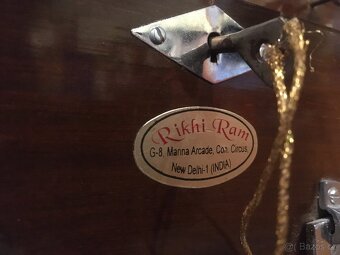 Rikhi Ram
G-8, Marina Arcade, Con. Circus,
New Delhi-1 (INDIA)